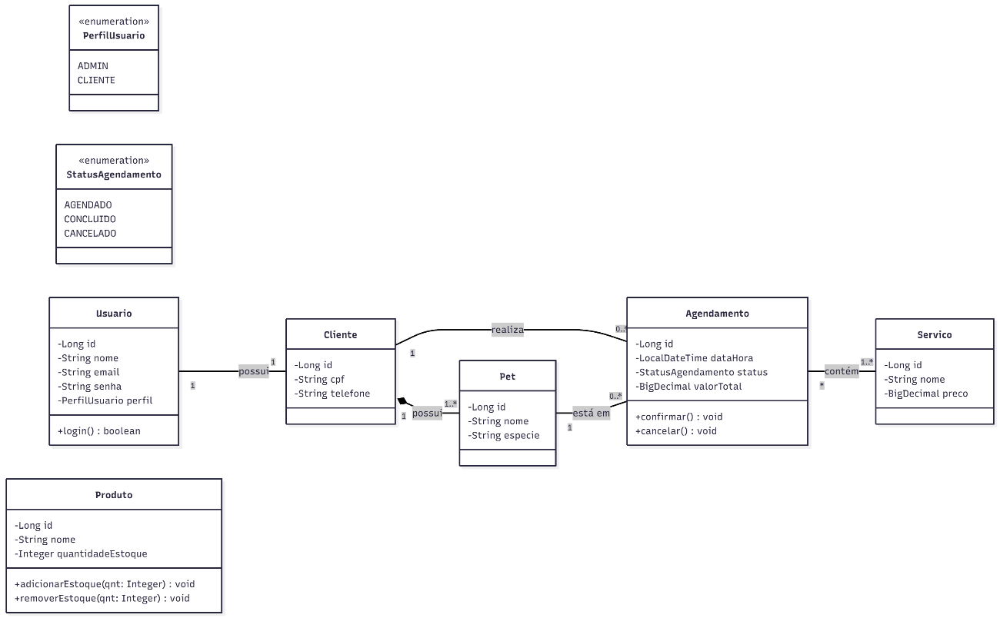 «enumeration»
PerfilUsuario
ADMIN
CLIENTE
«enumeration»
StatusAgendamento
AGENDADO
CONCLUIDO
CANCELADO
Usuario
-Long id
-String nome
-String email
-String senha
-PerfilUsuario perfil
+login() : boolean
1
possui
1
Cliente
-Long id
-String cpf
-String telefone
1
realiza
0..*
1
possui
1..*
Pet
-Long id
-String nome
-String especie
1
está em
0..*
Agendamento
-Long id
-LocalDateTime dataHora
-StatusAgendamento status
-BigDecimal valorTotal
+confirmar() : void
+cancelar() : void
*
contém
1..*
Servico
-Long id
-String nome
-BigDecimal preco
Produto
-Long id
-String nome
-Integer quantidadeEstoque
+adicionarEstoque(qnt: Integer) : void
+removerEstoque(qnt: Integer) : void